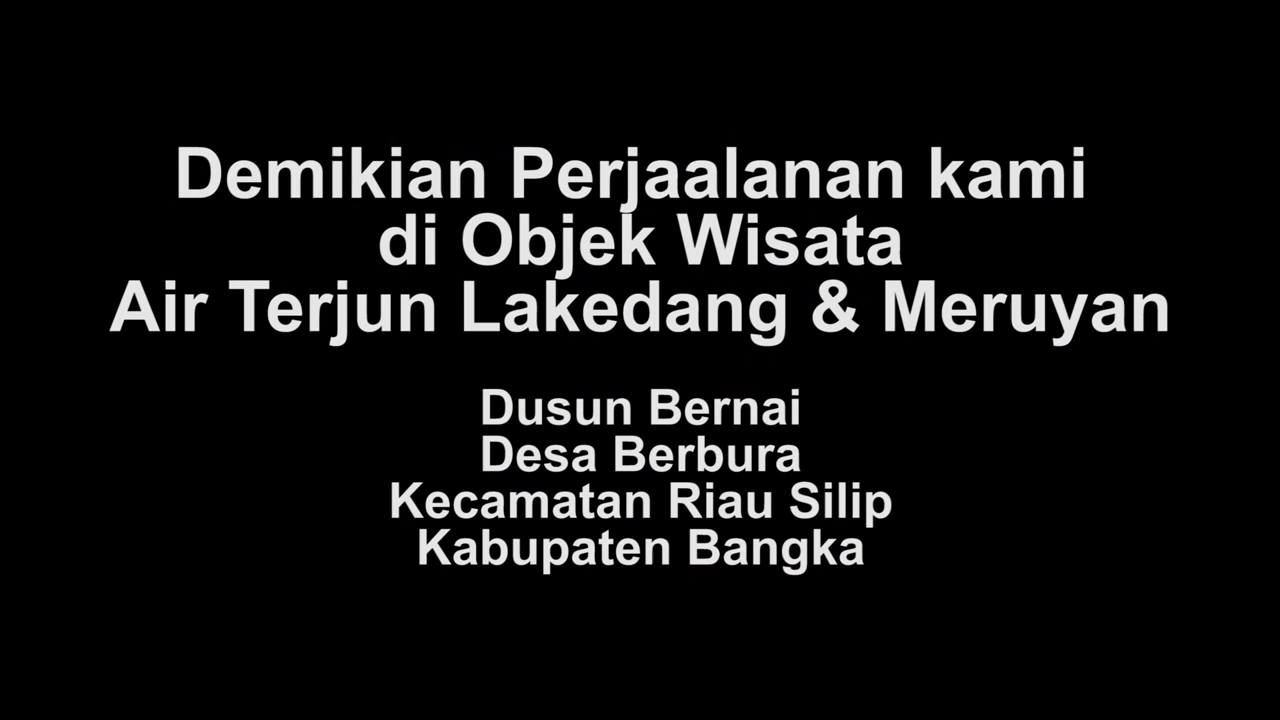 Demikian Perjaalanan kami
di Objek Wisata
Air Terjun Lakedang & Meruyan
Dusun Bernai
Desa Berbura
Kecamatan Riau Silip
Kabupaten Bangka